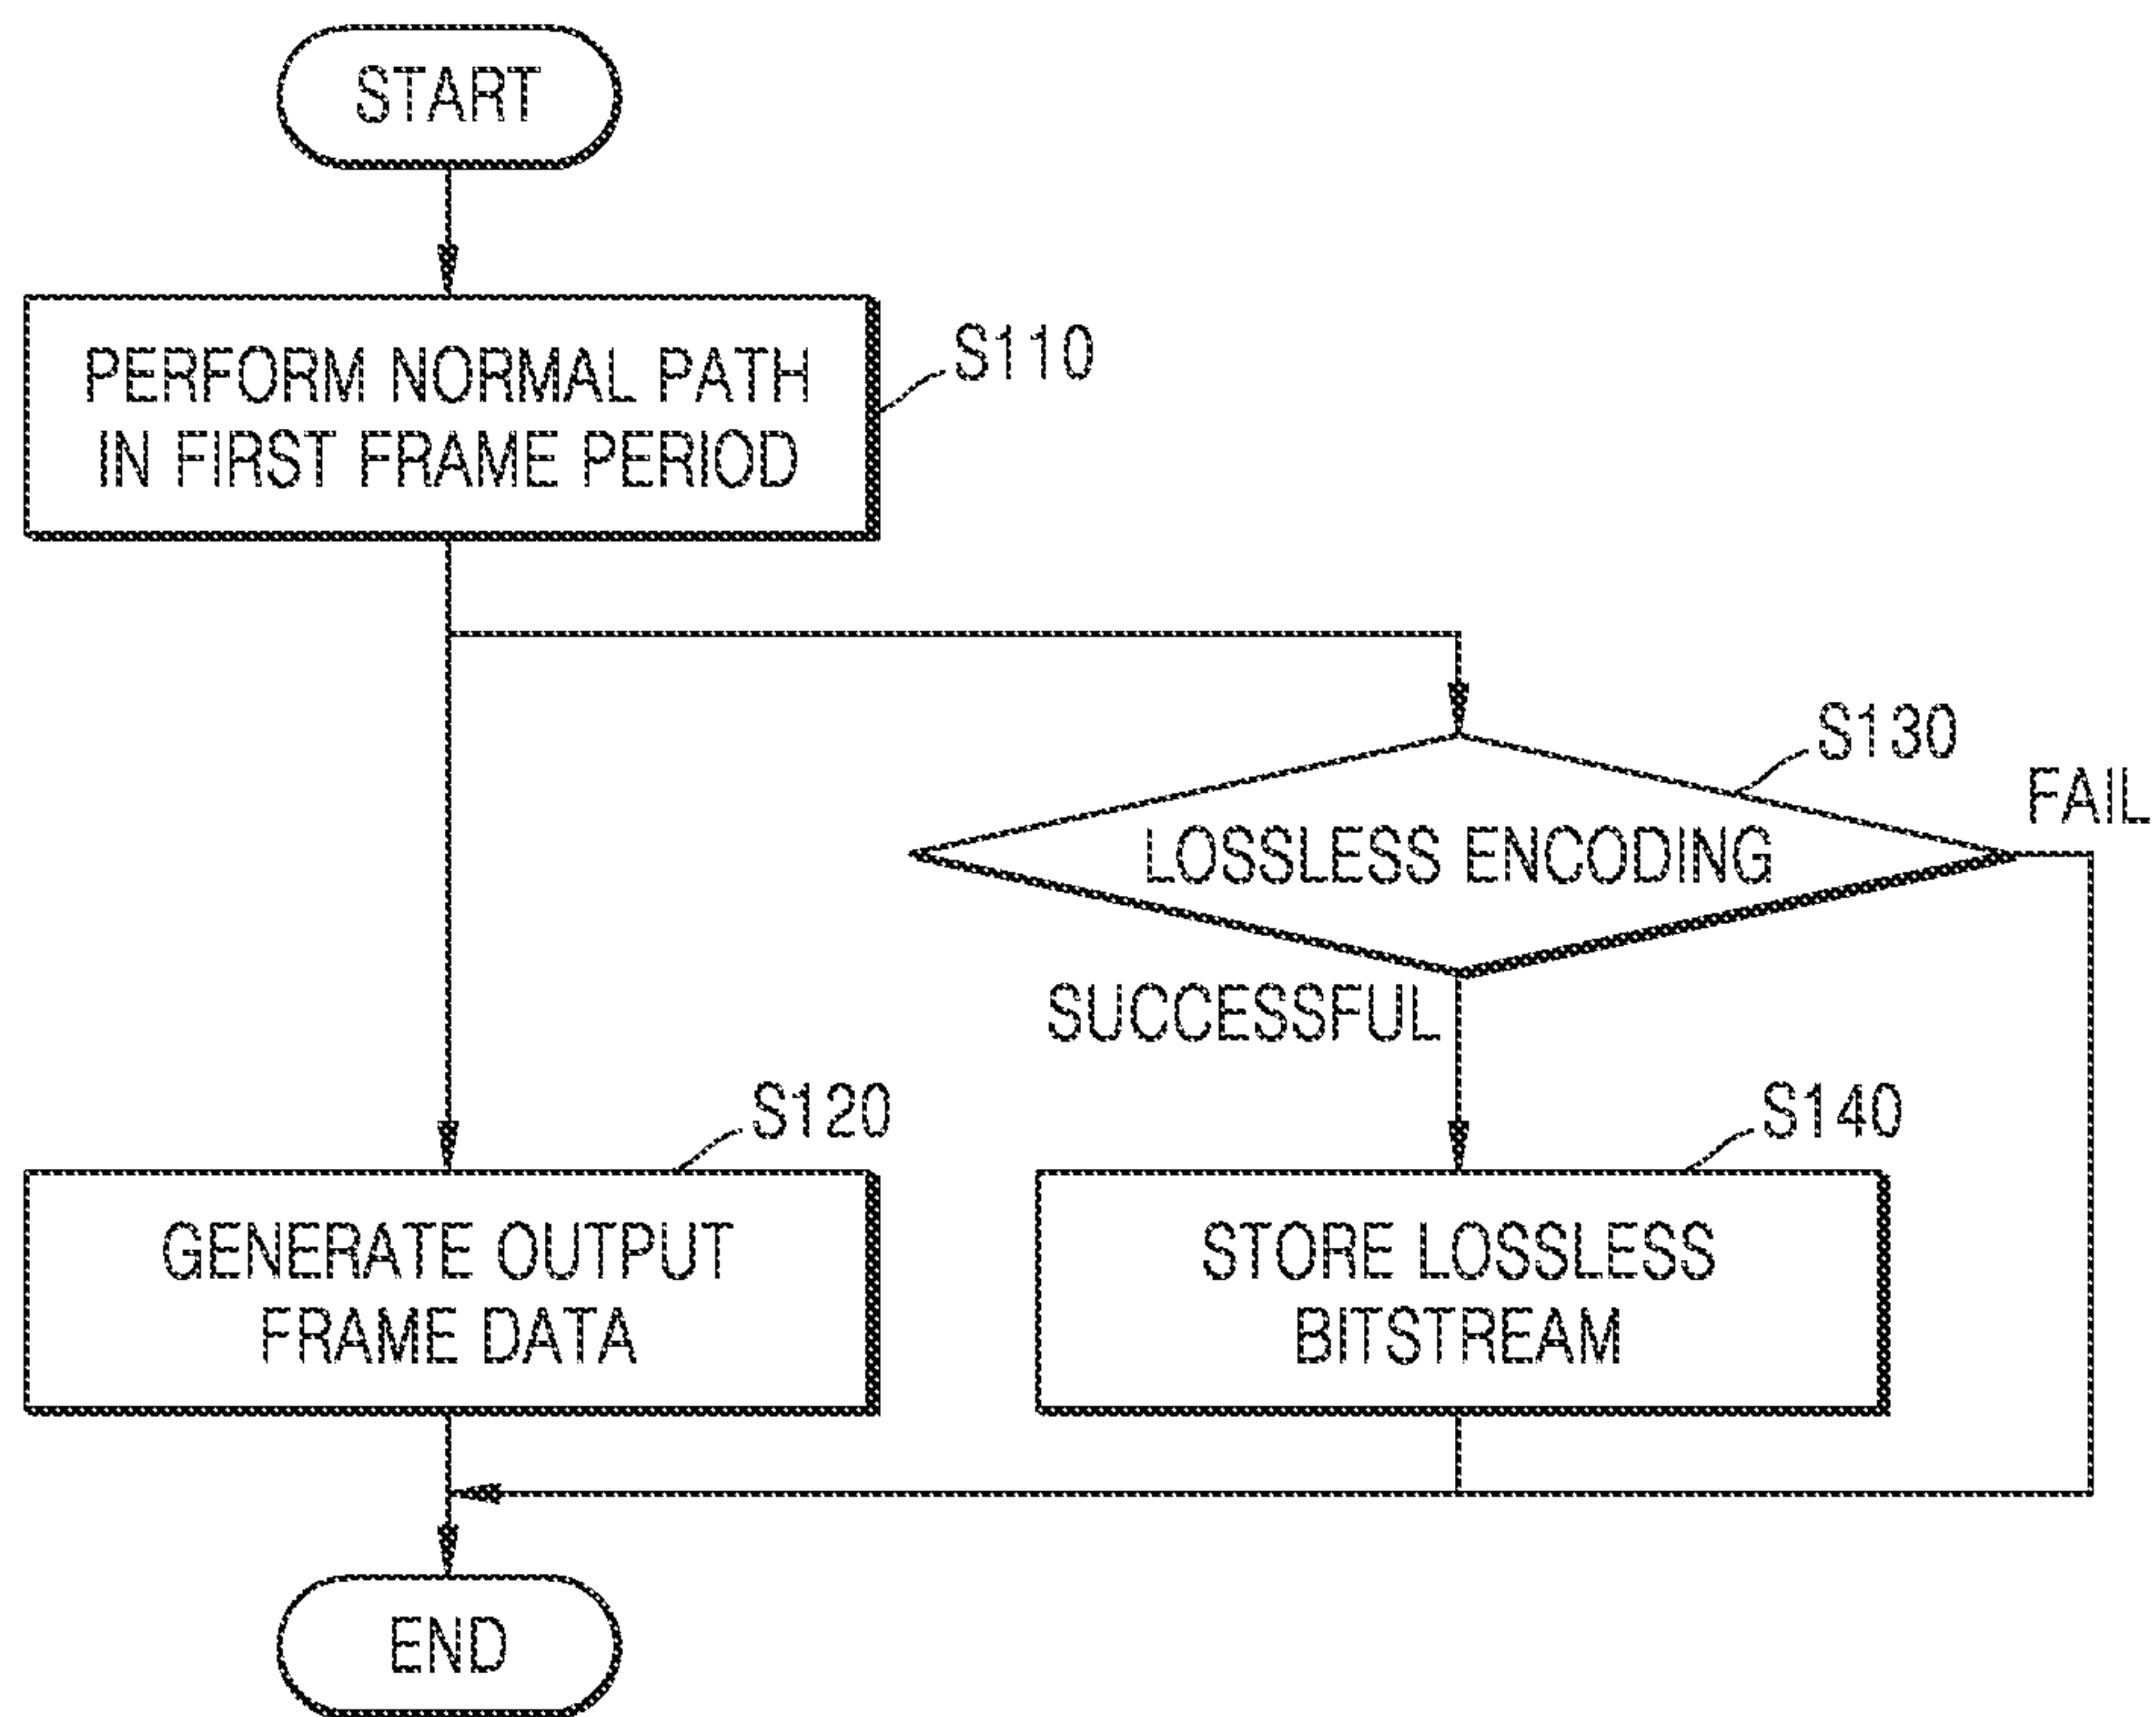 START
PERFORM NORMAL PATH
IN FIRST FRAME PERIOD
S110
S130
FAIL
LOSSLESS ENCODING
SUCCESSFUL
S120
GENERATE OUTPUT
FRAME DATA
S140
STORE LOSSLESS
BITSTREAM
END